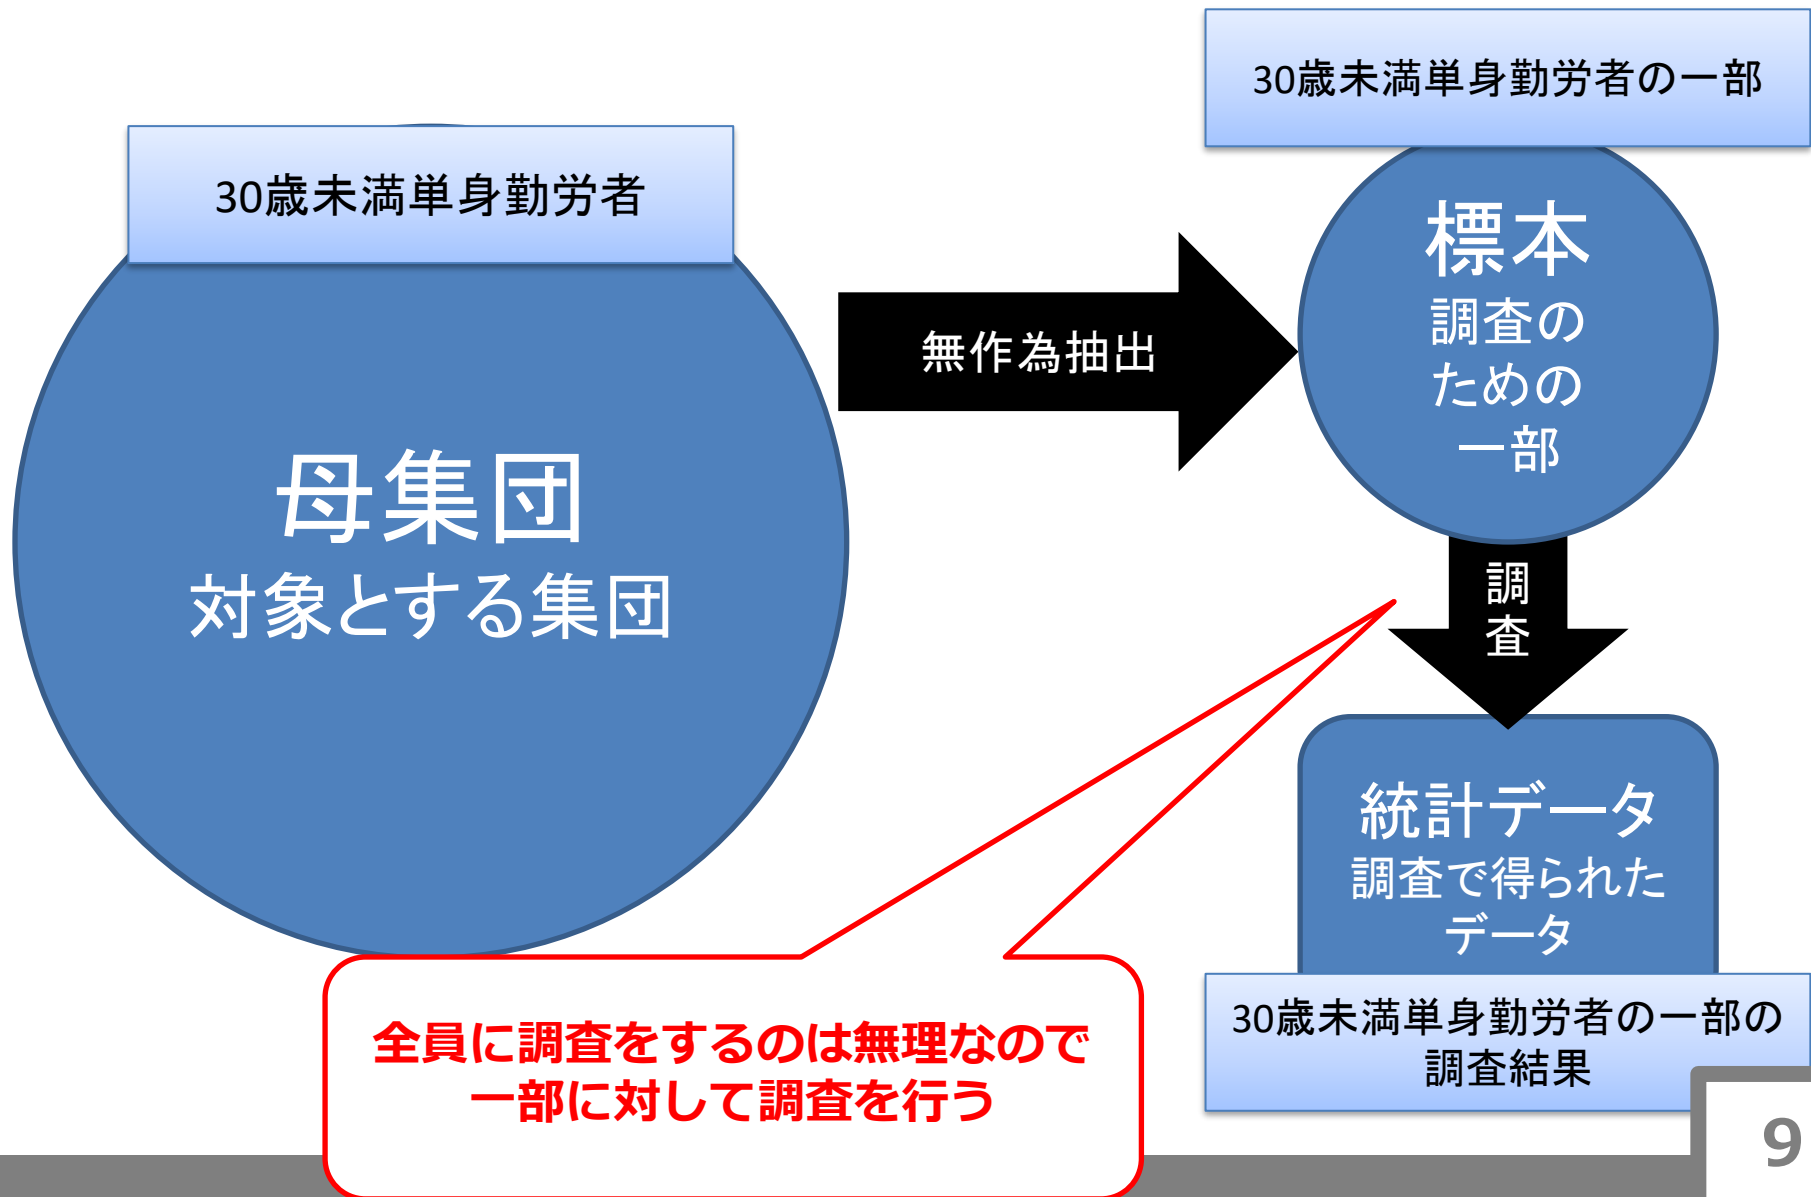 30歳未満単身勤労者
母集団
対象とする集団
無作為抽出
30歳未満単身勤労者の一部
標本
調査の
ための
一部
調
査
統計データ
調査で得られた
データ
30歳未満単身勤労者の一部の
調査結果
全員に調査をするのは無理なので
一部に対して調査を行う
9